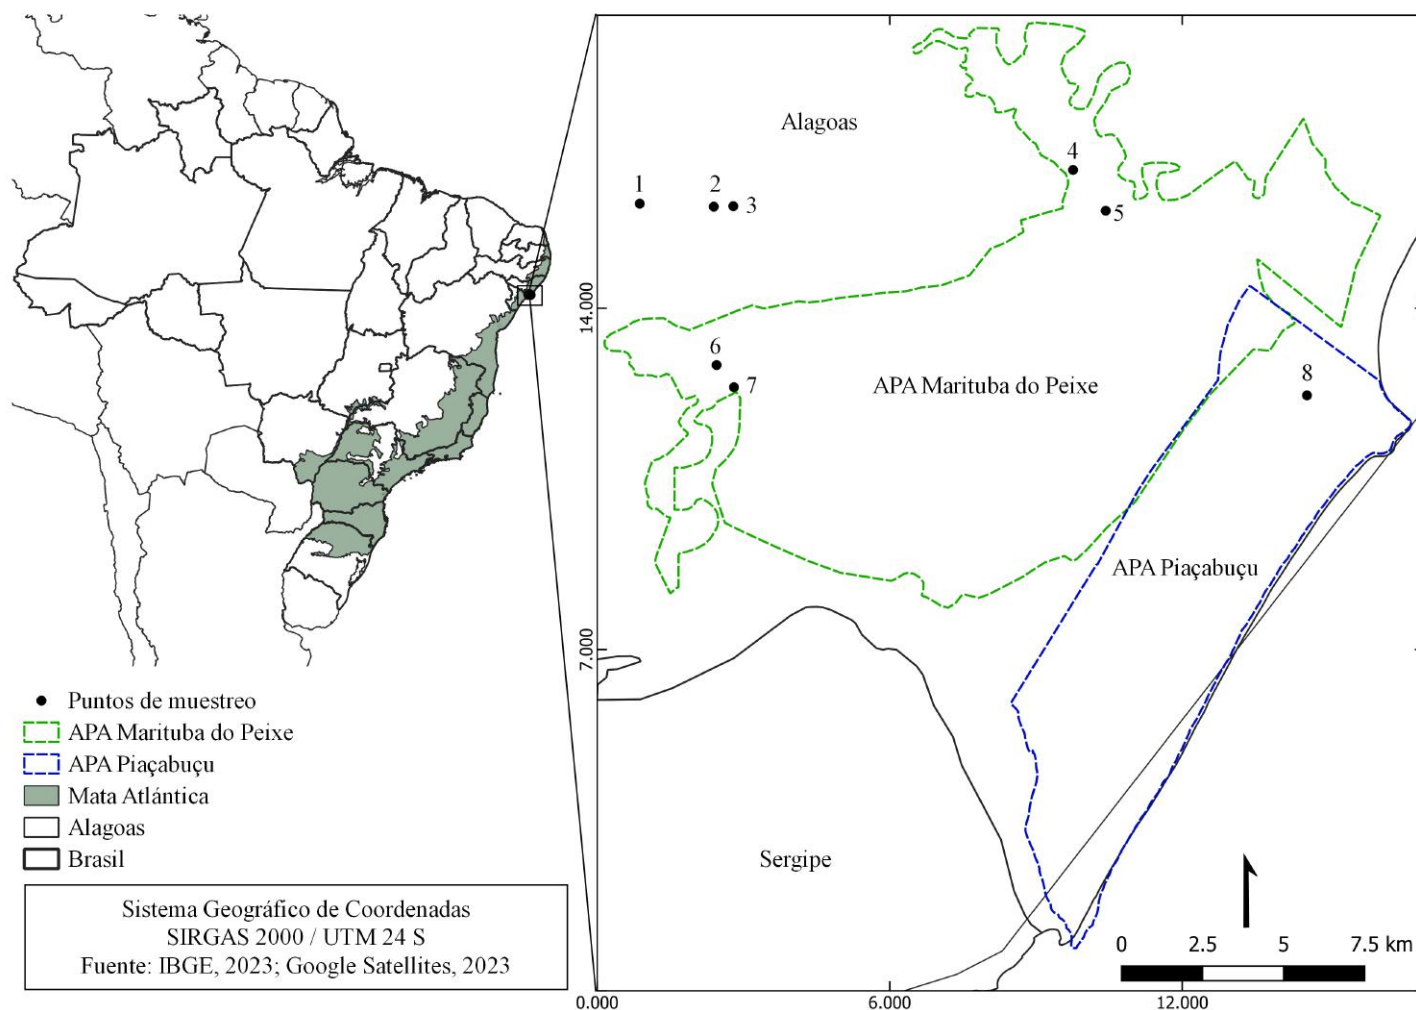 Alagoas
1
2
3
4
5
14.000
6
7
APA Marituba do Peixe
8
APA Piaçabuçu
7.000
Sergipe
0
2.5
5
7.5 km
0.000
6.000
12.000
Puntos de muestreo
APA Marituba do Peixe
APA Piaçabuçu
Mata Atlántica
Alagoas
Brasil
Sistema Geográfico de Coordenadas
SIRGAS 2000 / UTM 24 S
Fuente: IBGE, 2023; Google Satellites, 2023